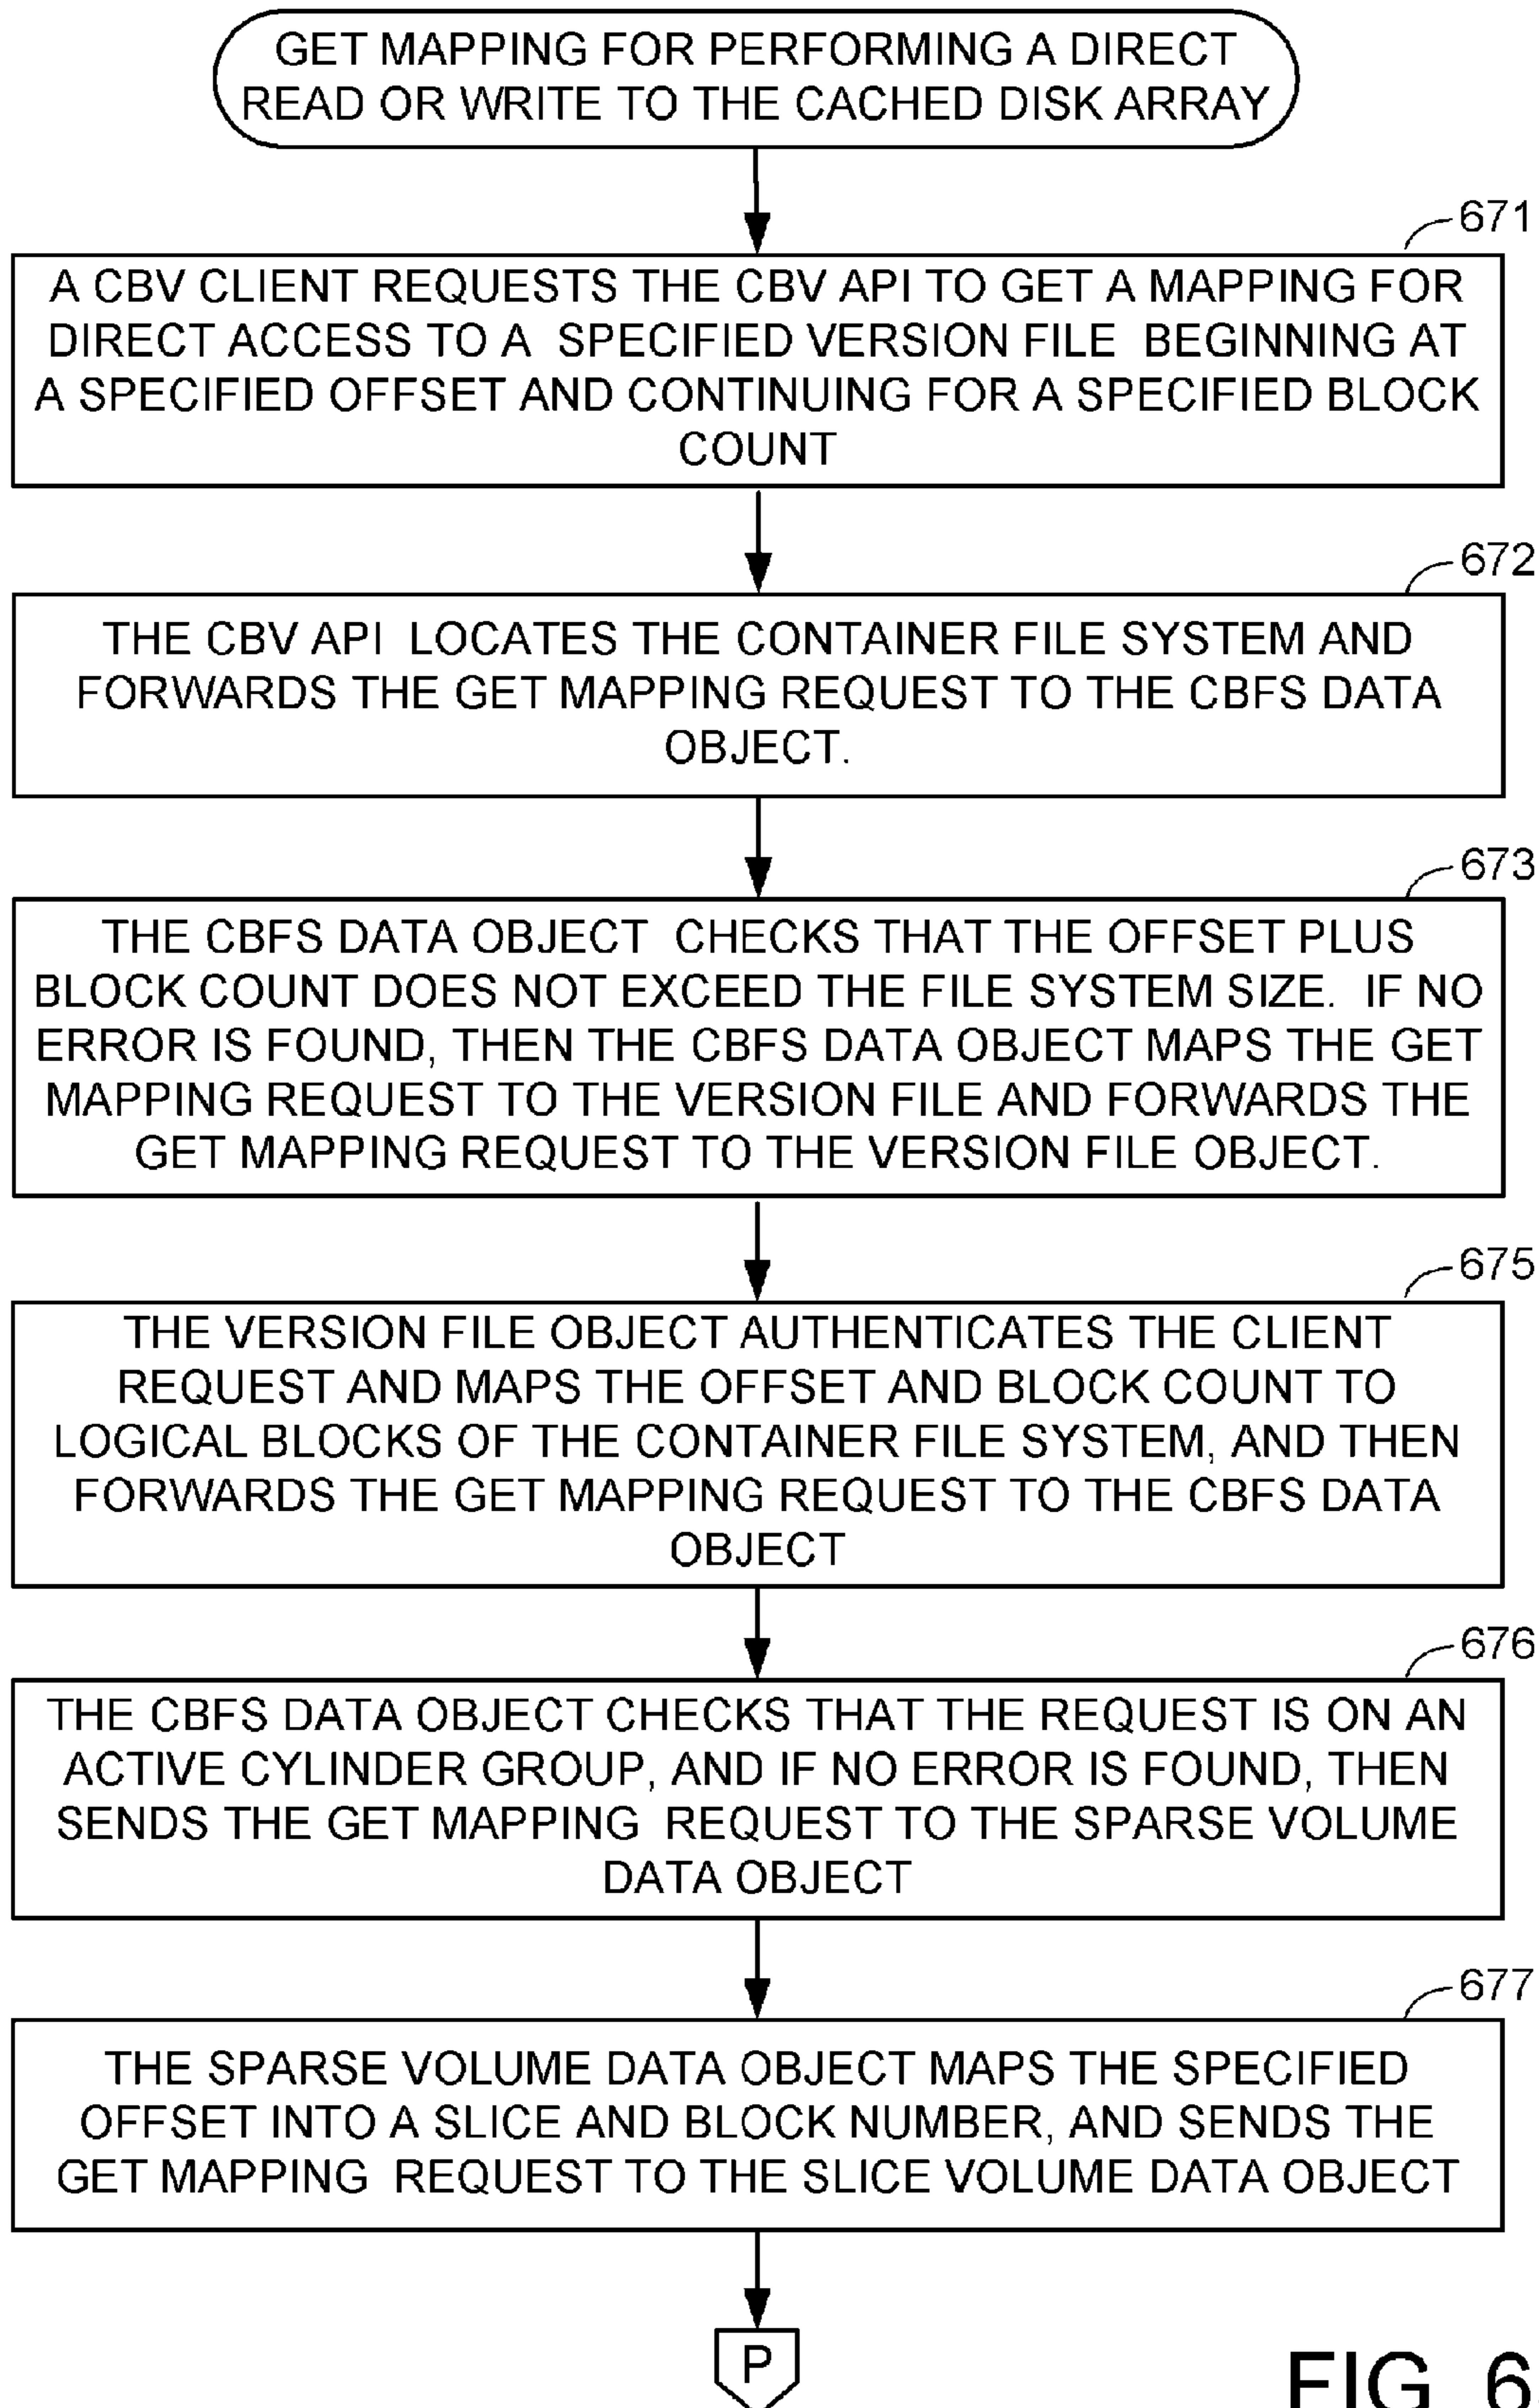 GET MAPPING FOR PERFORMING A DIRECT
READ OR WRITE TO THE CACHED DISK ARRAY
671
A CBV CLIENT REQUESTS THE CBV API TO GET A MAPPING FOR
DIRECT ACCESS TO A SPECIFIED VERSION FILE BEGINNING AT
A SPECIFIED OFFSET AND CONTINUING FOR A SPECIFIED BLOCK
COUNT
672
THE CBV API LOCATES THE CONTAINER FILE SYSTEM AND
FORWARDS THE GET MAPPING REQUEST TO THE CBFS DATA
OBJECT.
673
THE CBFS DATA OBJECT CHECKS THAT THE OFFSET PLUS
BLOCK COUNT DOES NOT EXCEED THE FILE SYSTEM SIZE. IF NO
ERROR IS FOUND, THEN THE CBFS DATA OBJECT MAPS THE GET
MAPPING REQUEST TO THE VERSION FILE AND FORWARDS THE
GET MAPPING REQUEST TO THE VERSION FILE OBJECT.
675
THE VERSION FILE OBJECT AUTHENTICATES THE CLIENT
REQUEST AND MAPS THE OFFSET AND BLOCK COUNT TO
LOGICAL BLOCKS OF THE CONTAINER FILE SYSTEM, AND THEN
FORWARDS THE GET MAPPING REQUEST TO THE CBFS DATA
OBJECT
676
THE CBFS DATA OBJECT CHECKS THAT THE REQUEST IS ON AN
ACTIVE CYLINDER GROUP, AND IF NO ERROR IS FOUND, THEN
SENDS THE GET MAPPING REQUEST TO THE SPARSE VOLUME
DATA OBJECT
677
THE SPARSE VOLUME DATA OBJECT MAPS THE SPECIFIED
OFFSET INTO A SLICE AND BLOCK NUMBER, AND SENDS THE
GET MAPPING REQUEST TO THE SLICE VOLUME DATA OBJECT
P
FIG. 6